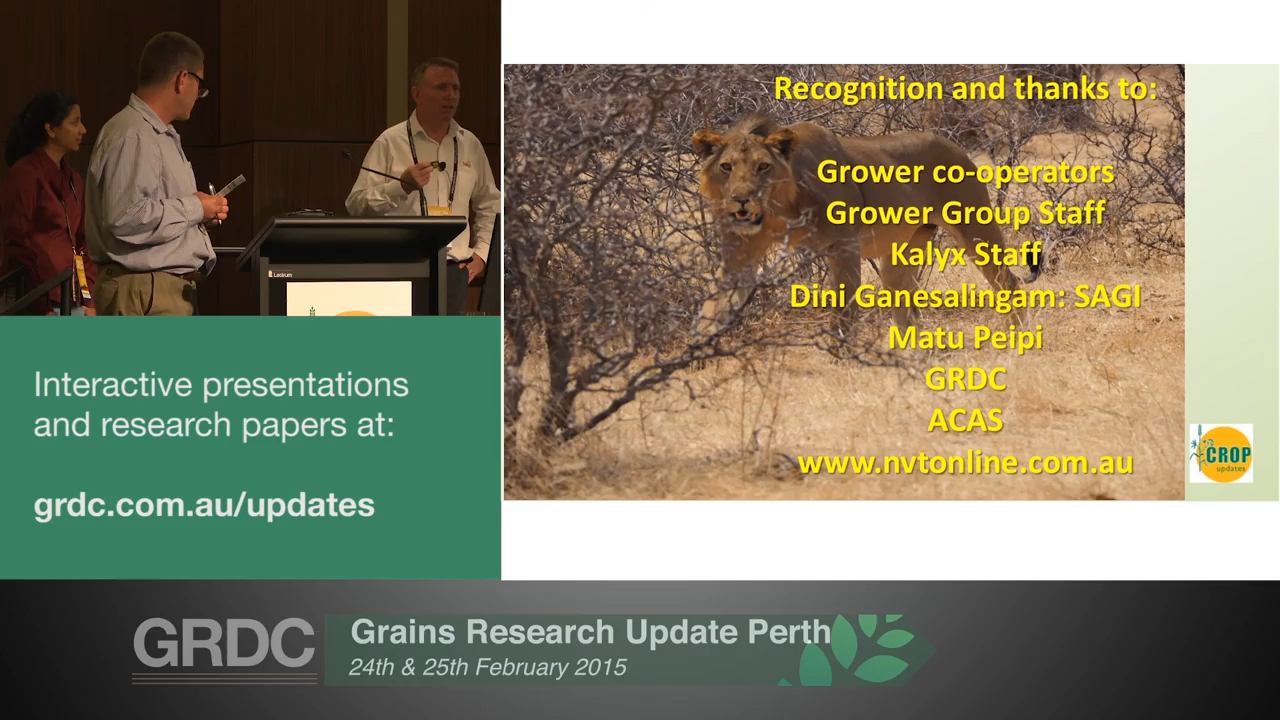 Lectrum
Interactive presentations
and research papers at:
grdc.com.au/updates
Recognition and thanks to:
Grower co-operators
Grower Group Staff
Kalyx Staff
Dini Ganesalingam: SAGI
Matu Peipi
GRDC
ACAS
www.nvtonline.com.au
CROP
updates
GRDC
Grains Research Update Perth
24th & 25th February 2015